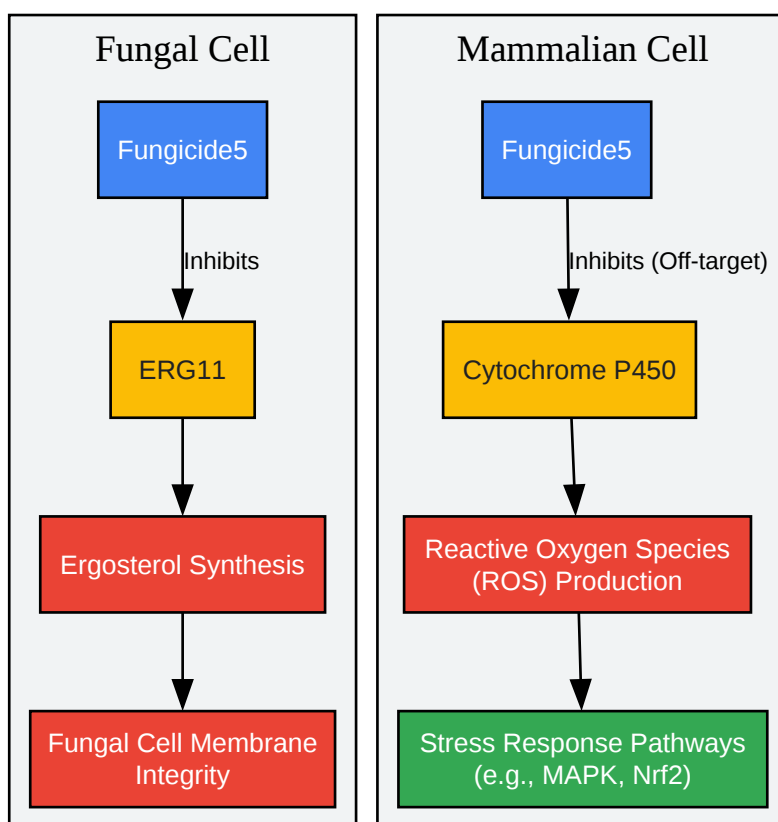 Fungal Cell
Fungicide5
Inhibits
ERG11
Ergosterol Synthesis
Fungal Cell Membrane
Integrity
Mammalian Cell
Fungicide5
Inhibits (Off-target)
Cytochrome P450
Reactive Oxygen Species
(ROS) Production
Stress Response Pathways
(e.g., MAPK, Nrf2)